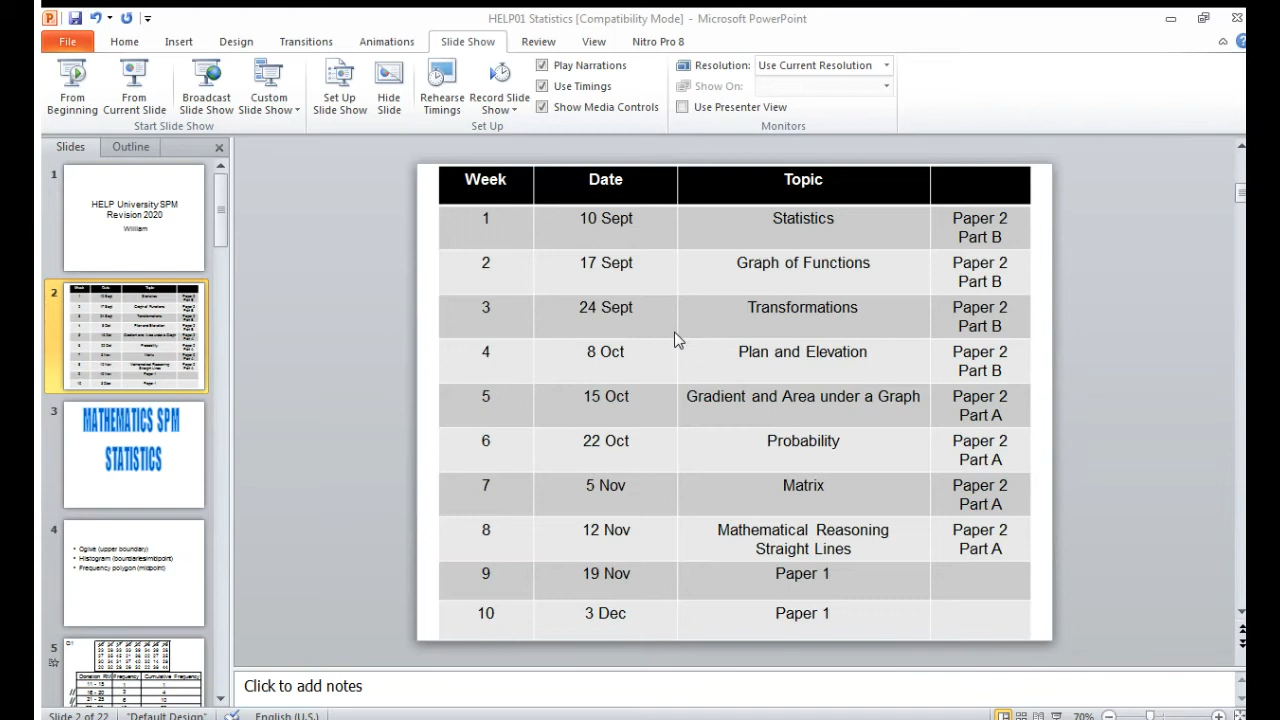 HELP01 Statistics [Compatibility Mode] - Microsoft PowerPoint
File Home Insert Design Transitions Animations Slide Show Review View Nitro Pro 8
From Beginning
From Current Slide
Broadcast Slide Show
Custom Slide Show
Set Up Slide Show
Hide Slide
Rehearse Timings
Record Slide Show
Play Narrations
Use Timings
Show Media Controls
Resolution: Use Current Resolution
Show On:
Use Presenter View
Start Slide Show Set Up Monitors
Slides Outline
1
HELP University SPM
Revision 2020
William
2
3
MATHEMATICS SPM
STATISTICS
4
• Ogive (upper boundary)
• Histogram (boundaries/midpoint)
• Frequency polygon (midpoint)
5
Week Date Topic
1 10 Sept Statistics Paper 2 Part B
2 17 Sept Graph of Functions Paper 2 Part B
3 24 Sept Transformations Paper 2 Part B
4 8 Oct Plan and Elevation Paper 2 Part B
5 15 Oct Gradient and Area under a Graph Paper 2 Part A
6 22 Oct Probability Paper 2 Part A
7 5 Nov Matrix Paper 2 Part A
8 12 Nov Mathematical Reasoning Straight Lines Paper 2 Part A
9 19 Nov Paper 1
10 3 Dec Paper 1
Click to add notes
Slide 2 of 22 "Default Design" English (U.S.) 70%